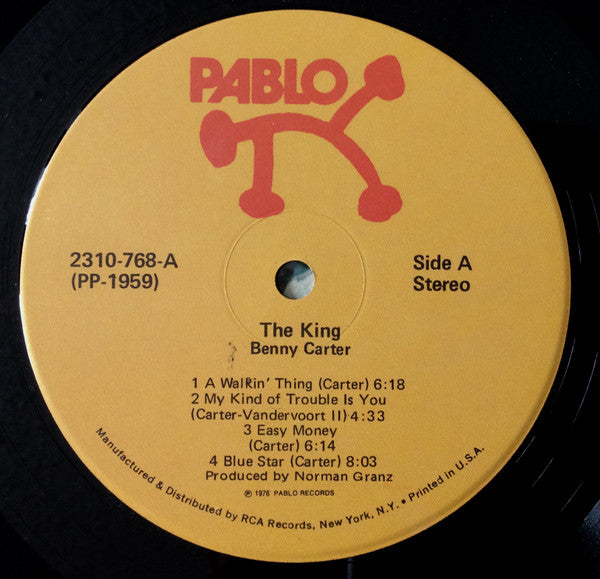 PABLO
2310-768-A
(PP-1959)
Side A
Stereo
The King
Benny Carter
1 A Walkin' Thing (Carter) 6:18
2 My Kind of Trouble Is You
(Carter-Vandervoort II) 4:33
3 Easy Money
(Carter) 6:14
4 Blue Star (Carter) 8:03
Produced by Norman Granz
℗ 1976 PABLO RECORDS
Manufactured & Distributed by RCA Records, New York, N.Y. • Printed in U.S.A.